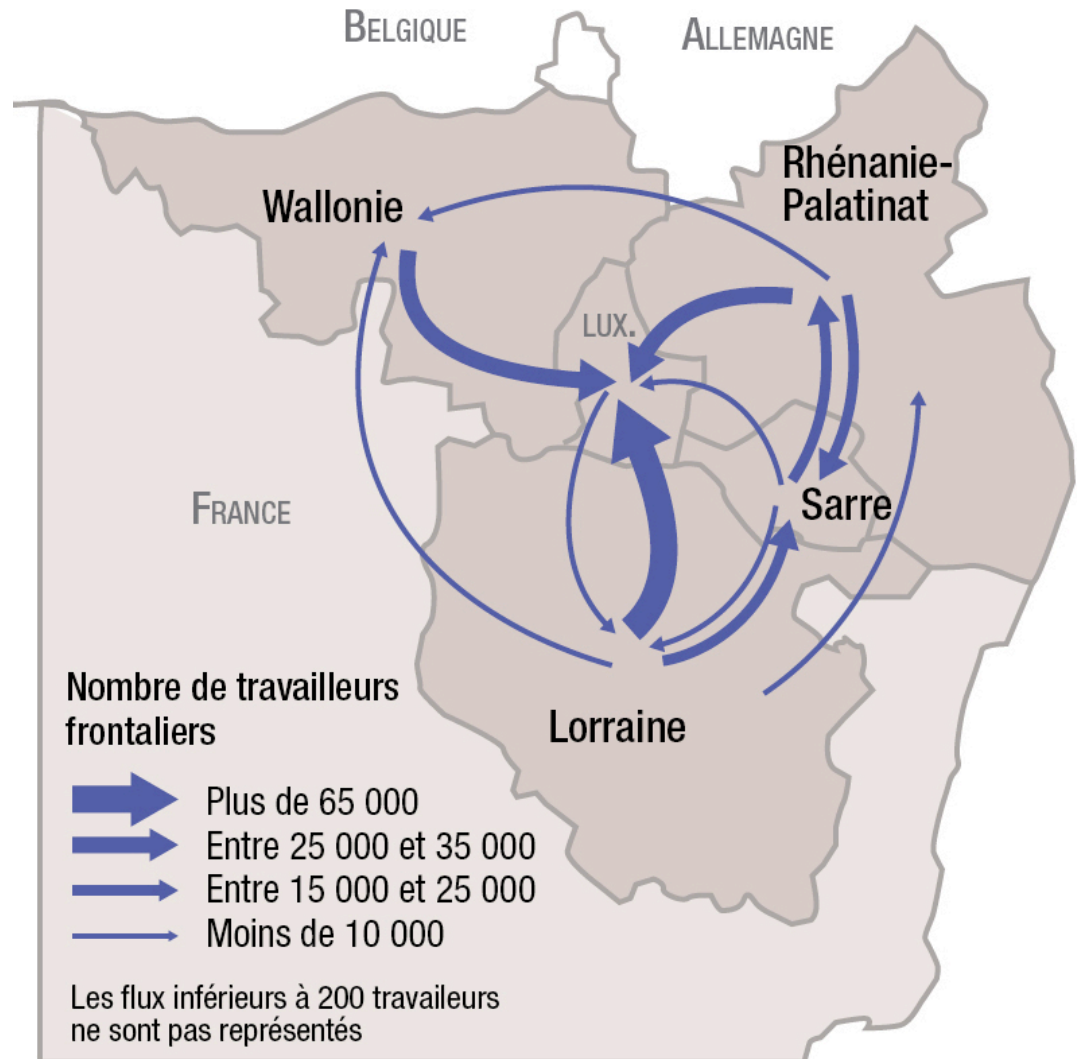 BELGIQUE
ALLEMAGNE
Rhénanie-
Palatinat
Wallonie
LUX.
FRANCE
Sarre
Lorraine
Nombre de travailleurs
frontaliers
Plus de 65 000
Entre 25 000 et 35 000
Entre 15 000 et 25 000
Moins de 10 000
Les flux inférieurs à 200 travaileurs
ne sont pas représentés